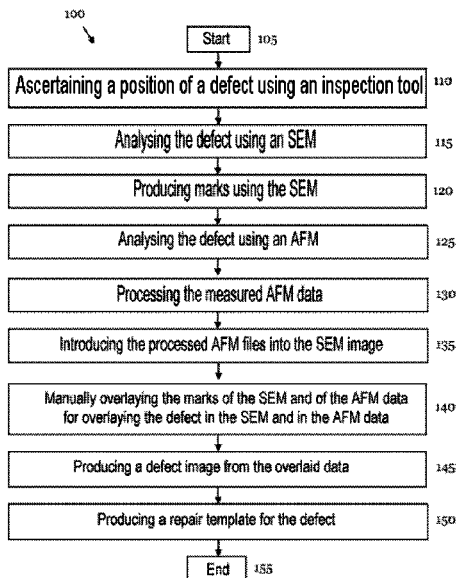 100
Start 105
Ascertaining a position of a defect using an inspection tool 110
Analysing the defect using an SEM 115
Producing marks using the SEM 120
Analysing the defect using an AFM 125
Processing the measured AFM data 130
Introducing the processed AFM files into the SEM image 135
Manually overlaying the marks of the SEM and of the AFM data
for overlaying the defect in the SEM and in the AFM data 140
Producing a defect image from the overlaid data 145
Producing a repair template for the defect 150
End 155